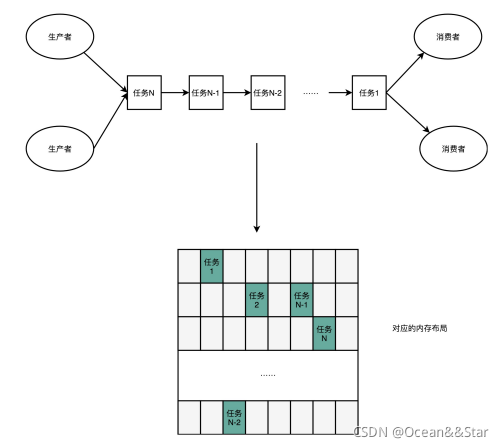 生产者
消费者
任务N
任务N-1
任务N-2
......
任务1
生产者
消费者
任务
1
任务
2
任务
N-1
任务
N
对应的内存布局
......
任务
N-2
CSDN @Ocean&&Star